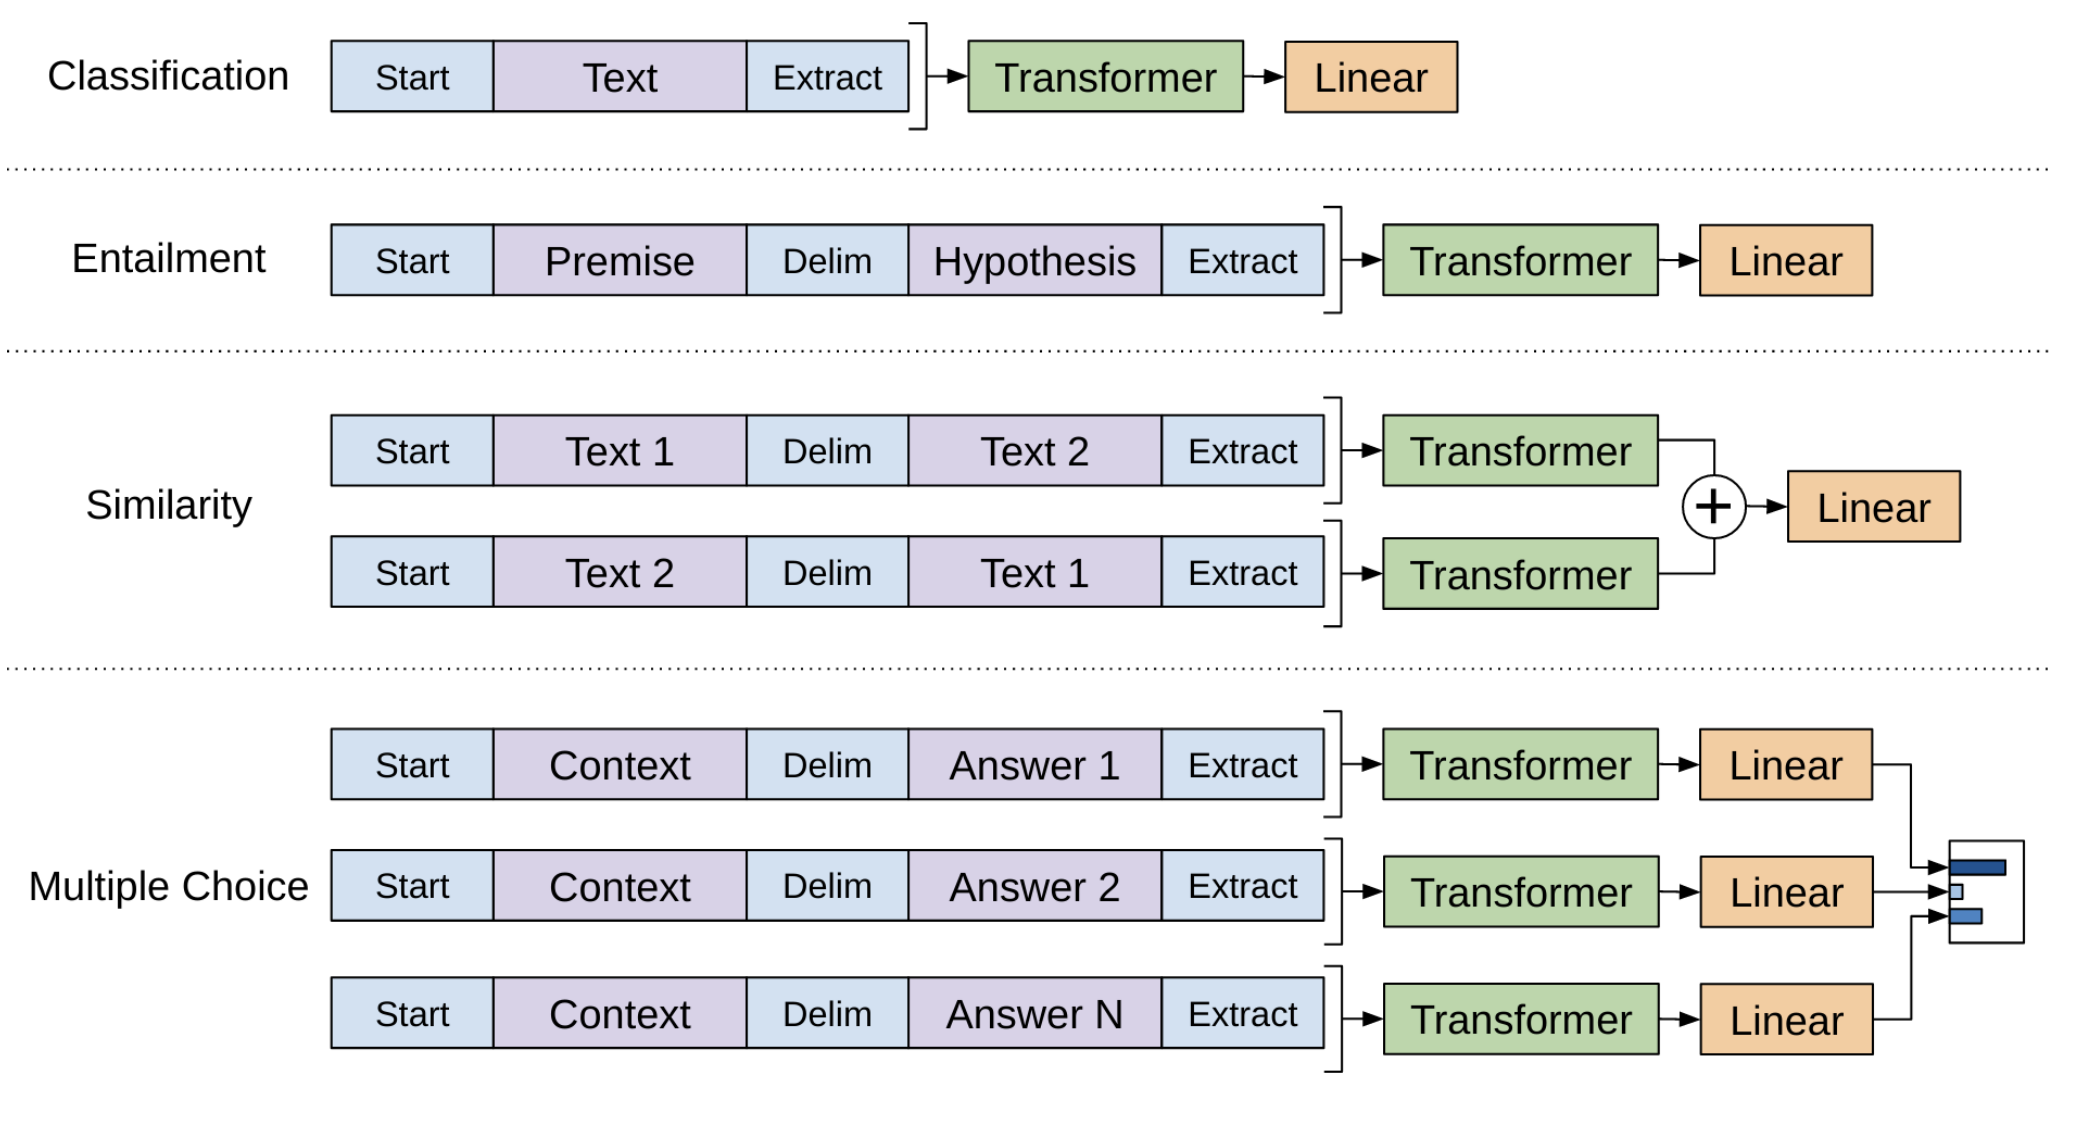 Classification Start Text Extract Transformer Linear
Entailment Start Premise Delim Hypothesis Extract Transformer Linear
Similarity
Start Text 1 Delim Text 2 Extract Transformer
+ Linear
Start Text 2 Delim Text 1 Extract Transformer
Multiple Choice
Start Context Delim Answer 1 Extract Transformer Linear
Start Context Delim Answer 2 Extract Transformer Linear
Start Context Delim Answer N Extract Transformer Linear